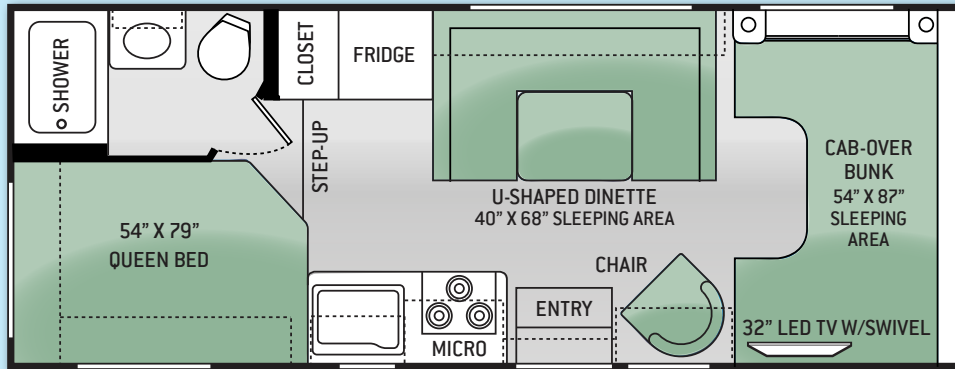 SHOWER
CLOSET
FRIDGE
STEP-UP
U-SHAPED DINETTE
40” X 68” SLEEPING AREA
CAB-OVER
BUNK
54” X 87”
SLEEPING
AREA
54” X 79”
QUEEN BED
CHAIR
ENTRY
MICRO
32” LED TV W/SWIVEL